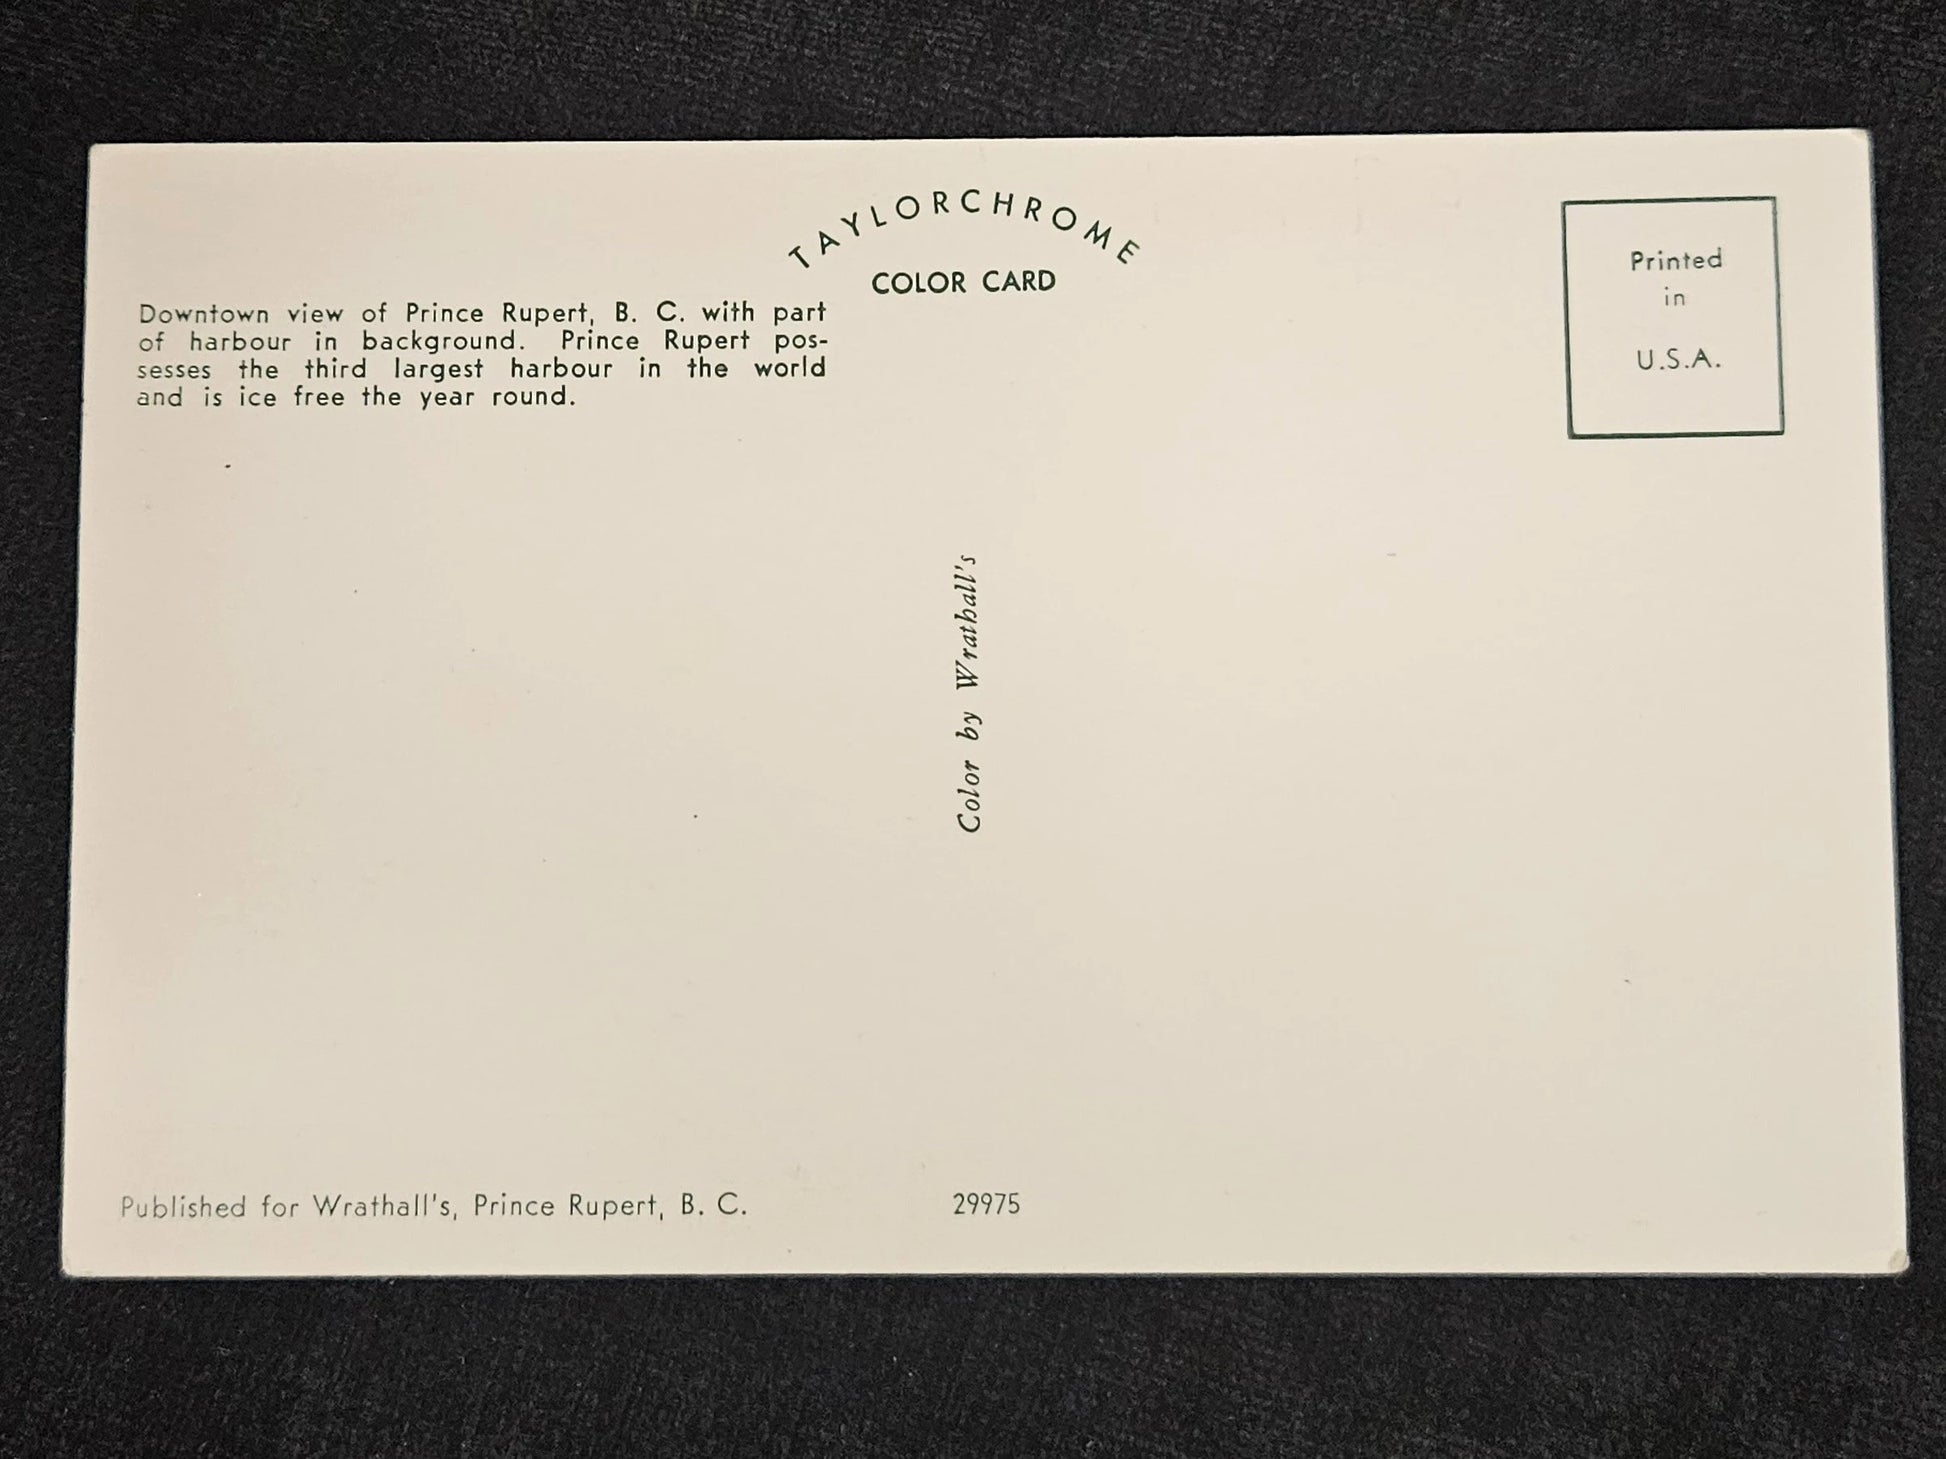 TAYLORCHROME
COLOR CARD
Printed
in
U.S.A.
Downtown view of Prince Rupert, B. C. with part
of harbour in background. Prince Rupert pos-
sesses the third largest harbour in the world
and is ice free the year round.
Color by Wrathall's
Published for Wrathall's, Prince Rupert, B. C.
29975